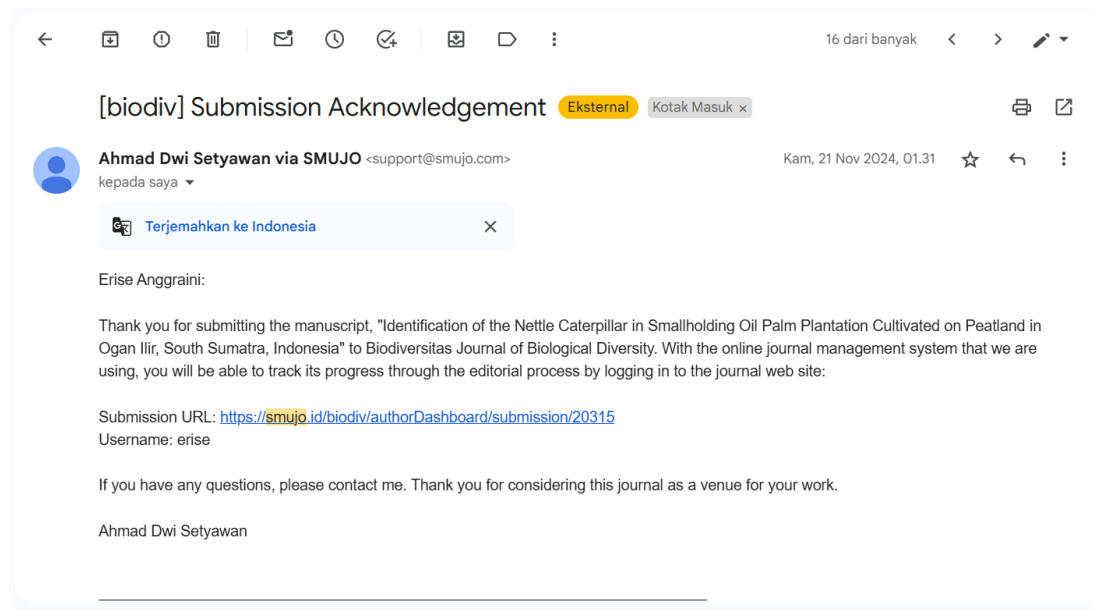 16 dari banyak
[biodiv] Submission Acknowledgement Eksternal Kotak Masuk ×
Ahmad Dwi Setyawan via SMUJO <support@smujo.com> Kam, 21 Nov 2024, 01.31
kepada saya
Terjemahkan ke Indonesia
Erise Anggraini:
Thank you for submitting the manuscript, "Identification of the Nettle Caterpillar in Smallholding Oil Palm Plantation Cultivated on Peatland in
Ogan Ilir, South Sumatra, Indonesia" to Biodiversitas Journal of Biological Diversity. With the online journal management system that we are
using, you will be able to track its progress through the editorial process by logging in to the journal web site:
Submission URL: https://smujo.id/biodiv/authorDashboard/submission/20315
Username: erise
If you have any questions, please contact me. Thank you for considering this journal as a venue for your work.
Ahmad Dwi Setyawan